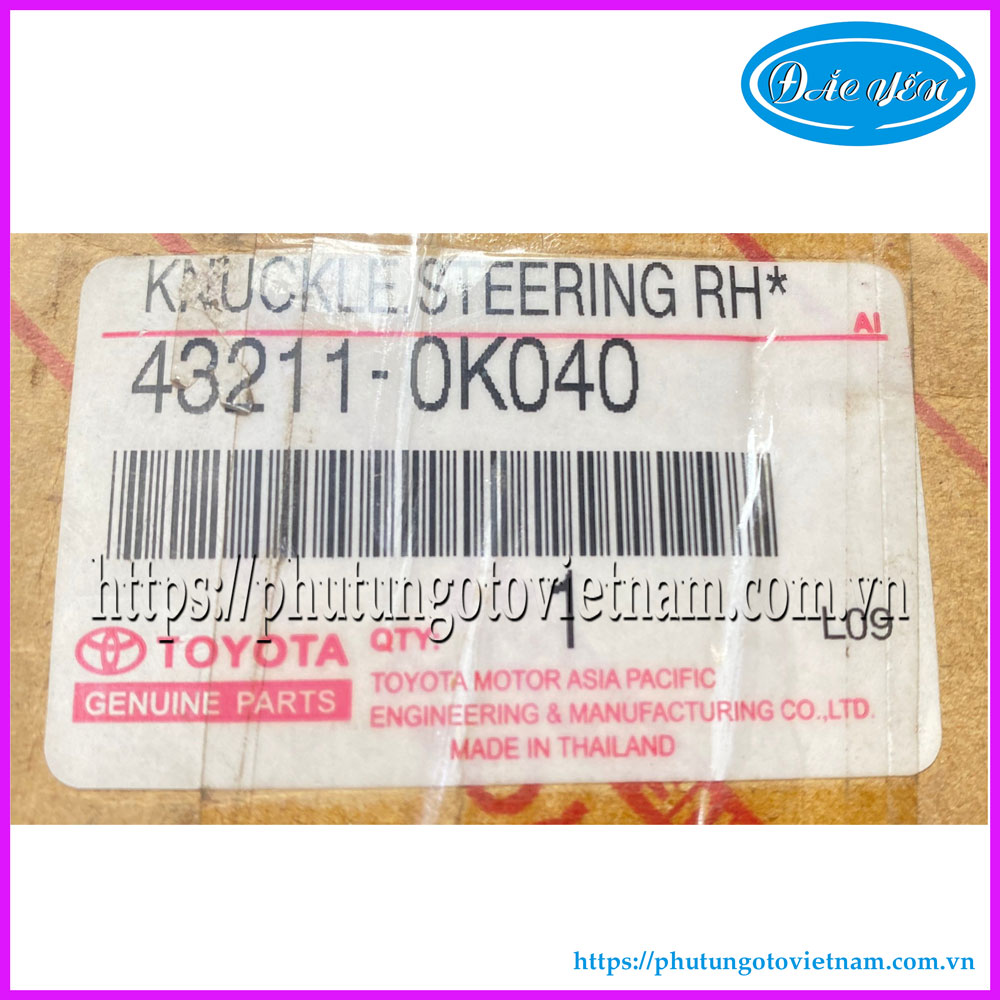 ĐẮC YẾN
KNUCKLE,STEERING RH*
AI
43211-0K040
https://phutungotovietnam.com.vn
TOYOTA
GENUINE PARTS
QTY: 1
L09
TOYOTA MOTOR ASIA PACIFIC
ENGINEERING & MANUFACTURING CO.,LTD.
MADE IN THAILAND
https://phutungotovietnam.com.vn